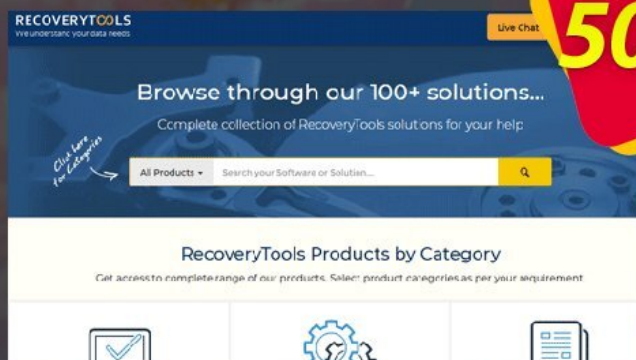 RECOVERYTOOLS
We understand your data needs
Live Chat
50
Browse through our 100+ solutions...
Complete collection of RecoveryTools solutions for your help
Click here
for Categories
All Products
Search your Software or Solution....
RecoveryTools Products by Category
Get access to complete range of our products. Select product categories as per your requirement